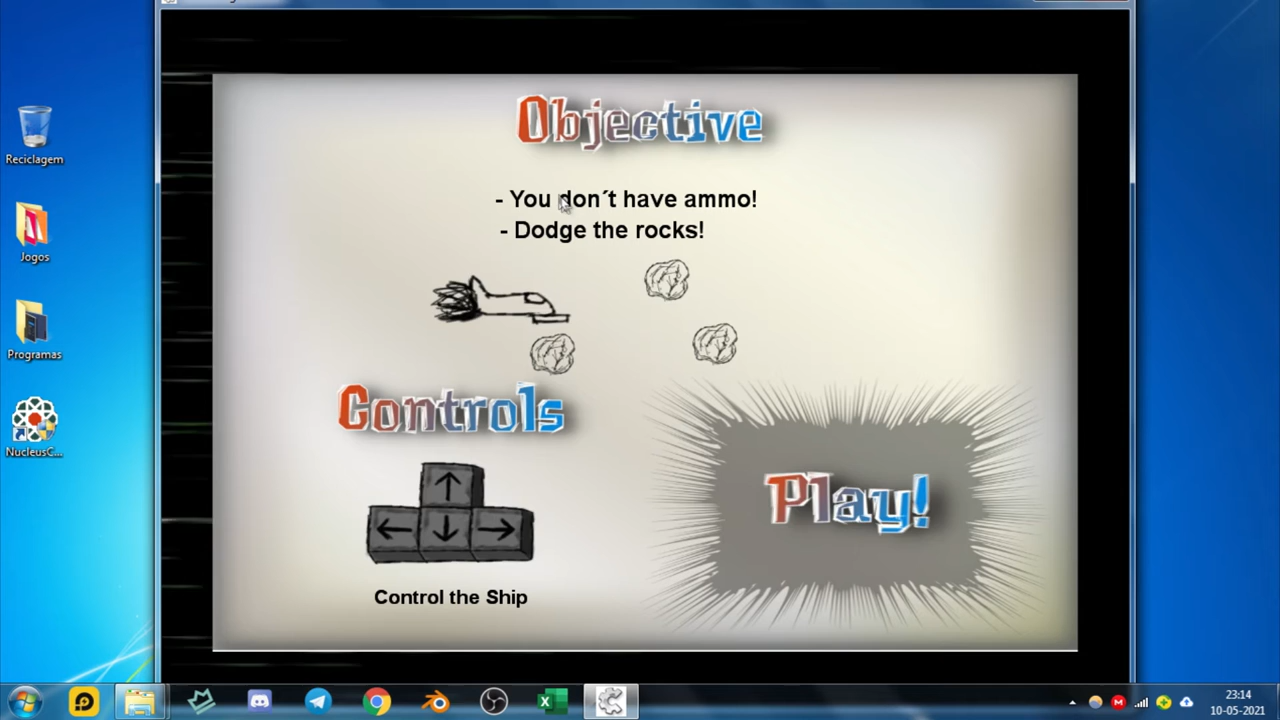 Objective
- You don´t have ammo!
- Dodge the rocks!
Controls
Play!
Control the Ship
Reciclagem
Jogos
Programas
NucleusC...
23:14
10-05-2021